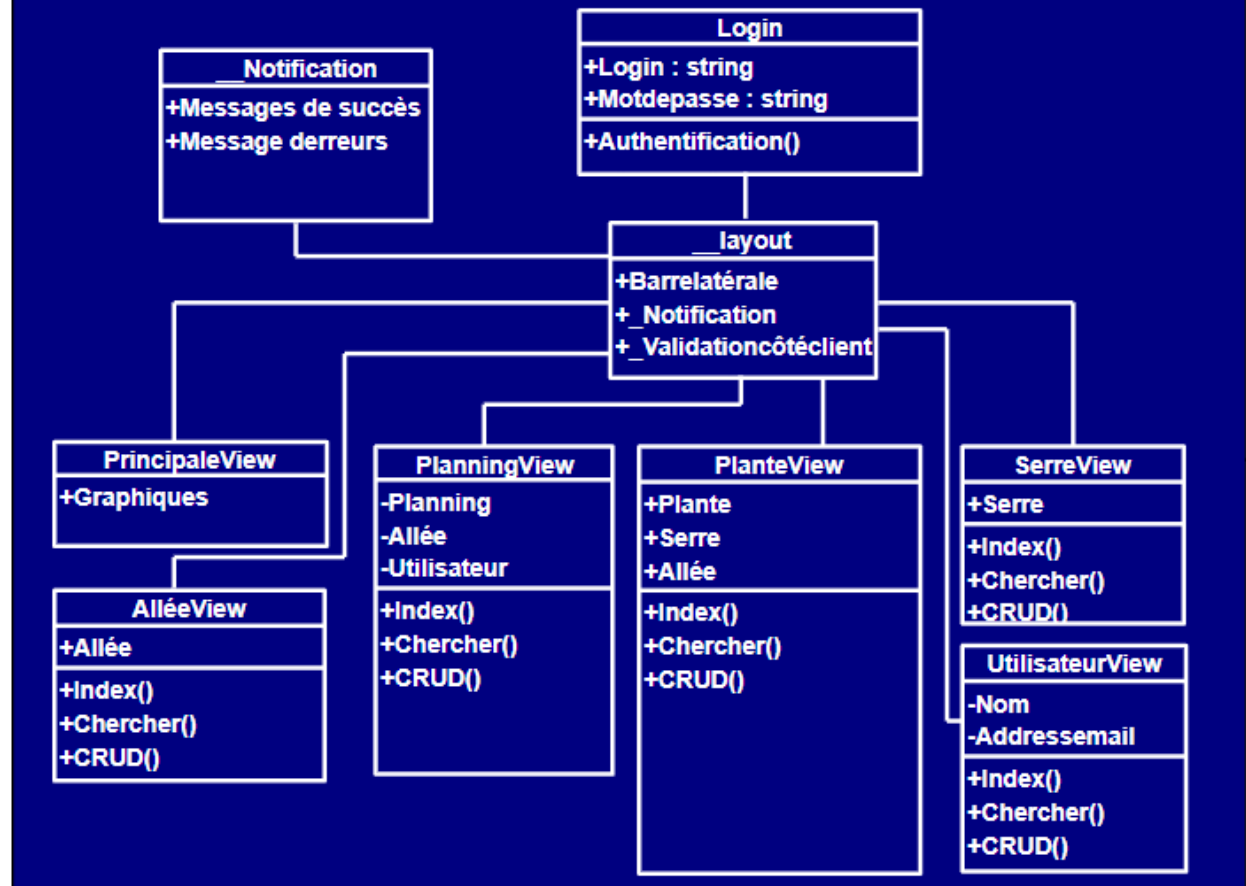 Login
+Login : string
+Motdepasse : string
+Authentification()
__Notification
+Messages de succès
+Message derreurs
__layout
+Barrelatérale
+_Notification
+_Validationcôtéclient
PrincipaleView
+Graphiques
AlléeView
+Allée
+Index()
+Chercher()
+CRUD()
PlanningView
-Planning
-Allée
-Utilisateur
+Index()
+Chercher()
+CRUD()
PlanteView
+Plante
+Serre
+Allée
+Index()
+Chercher()
+CRUD()
SerreView
+Serre
+Index()
+Chercher()
+CRUD()
UtilisateurView
-Nom
-Addressemail
+Index()
+Chercher()
+CRUD()